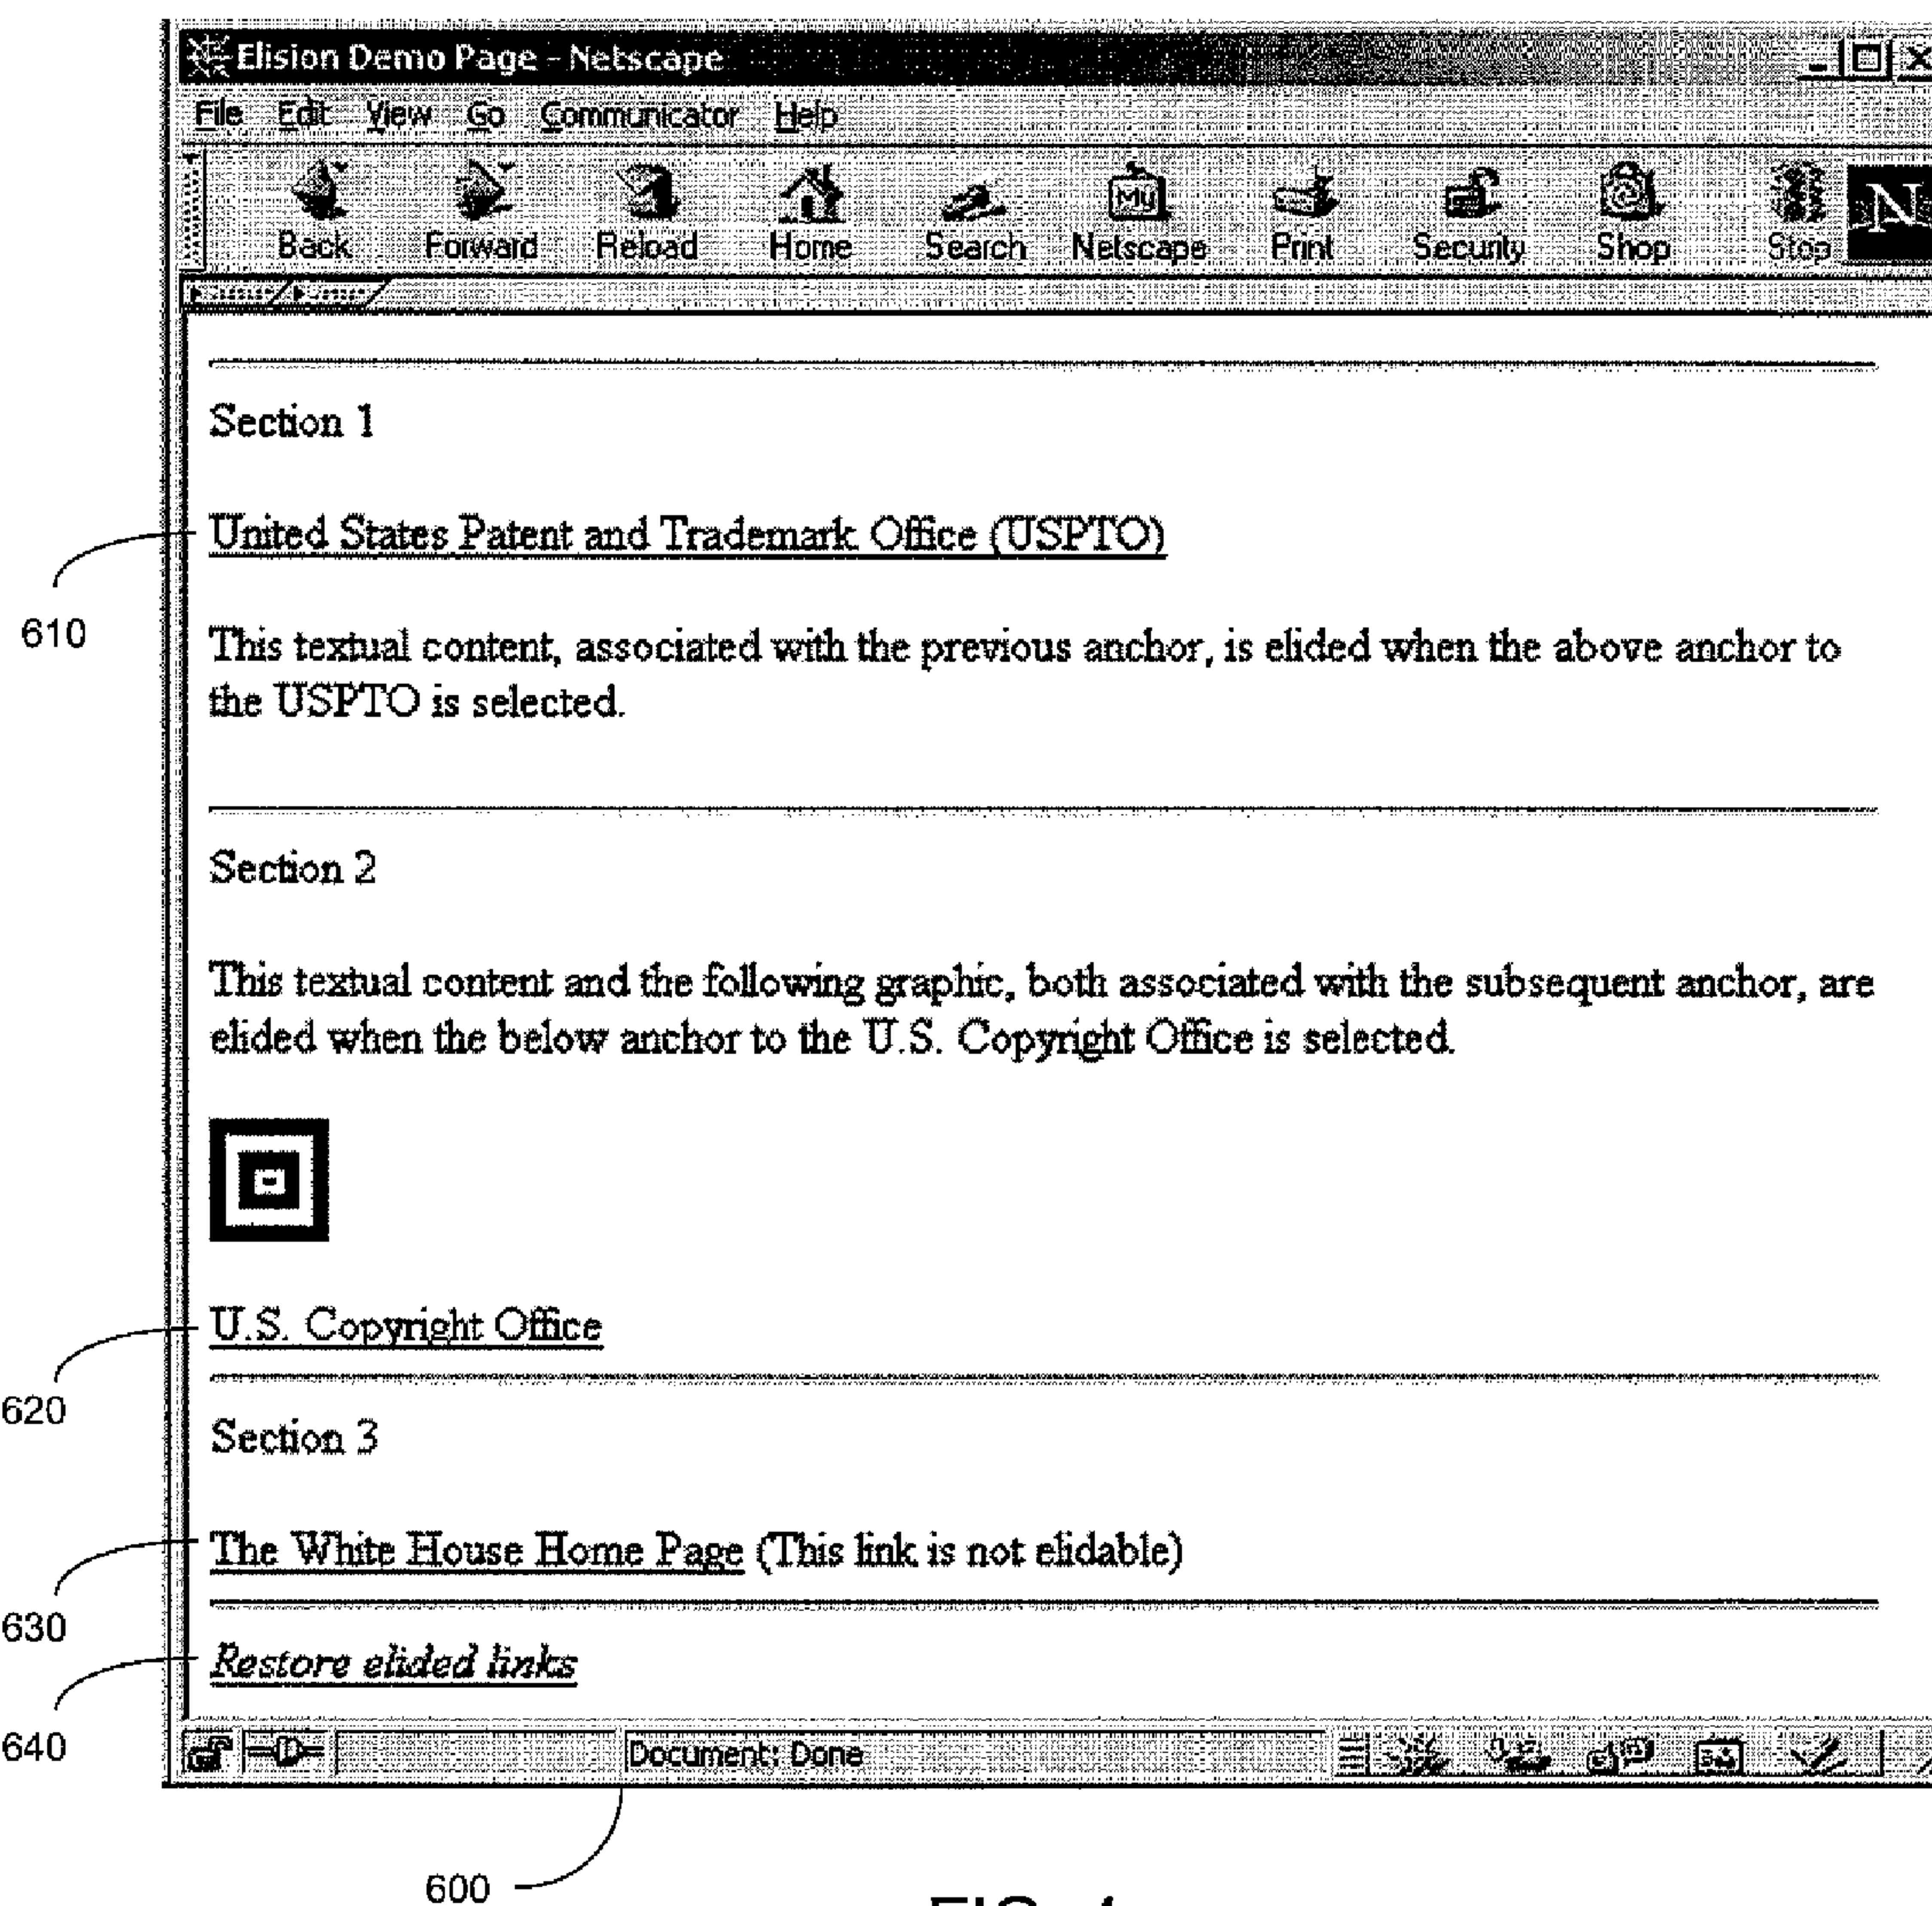 Elision Demo Page - Netscape
File Edit View Go Communicator Help
My N
Back Forward Reload Home Search Netscape Print Security Shop Stop
Section 1
United States Patent and Trademark Office (USPTO)
610
This textual content, associated with the previous anchor, is elided when the above anchor to
the USPTO is selected.
Section 2
This textual content and the following graphic, both associated with the subsequent anchor, are
elided when the below anchor to the U.S. Copyright Office is selected.
U.S. Copyright Office
620
Section 3
The White House Home Page (This link is not elidable)
630
Restore elided links
640
Document: Done
600